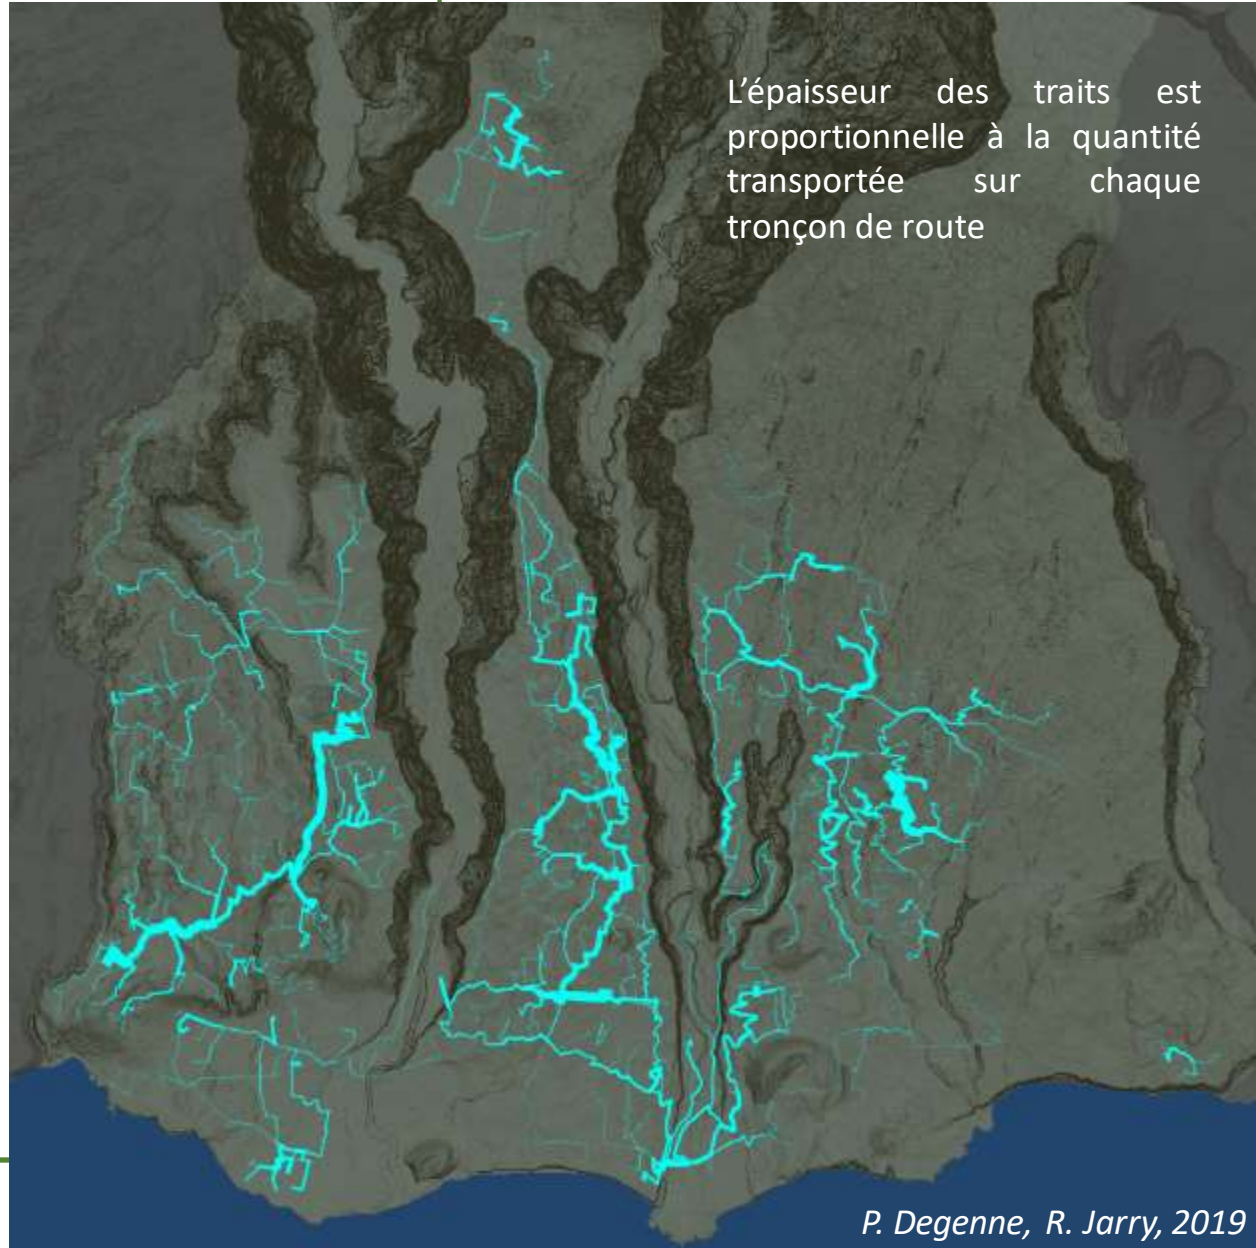 L'épaisseur des traits est
proportionnelle à la quantité
transportée sur chaque
tronçon de route
P. Degenne, R. Jarry, 2019